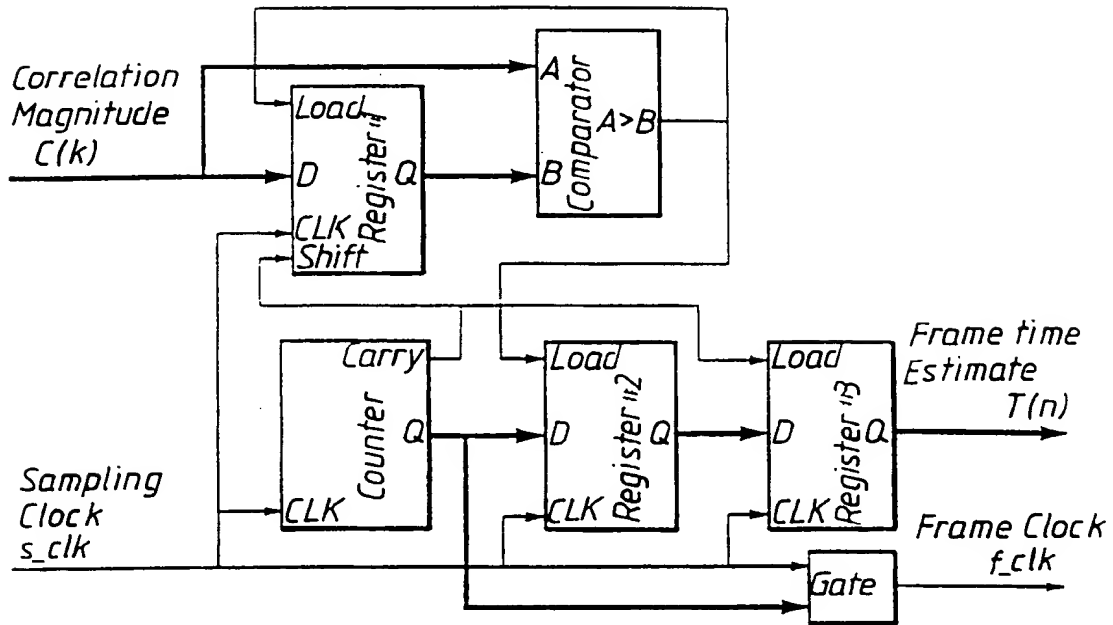 Correlation
Magnitude
C(k)
Load
D
Q
CLK
Shift
Register "1
A
B
A>B
Comparator
Carry
Q
CLK
Counter
Load
D
Q
CLK
Register "2
Load
D
Q
CLK
Register "3
Frame time
Estimate
T(n)
Sampling
Clock
s_clk
Gate
Frame Clock
f_clk